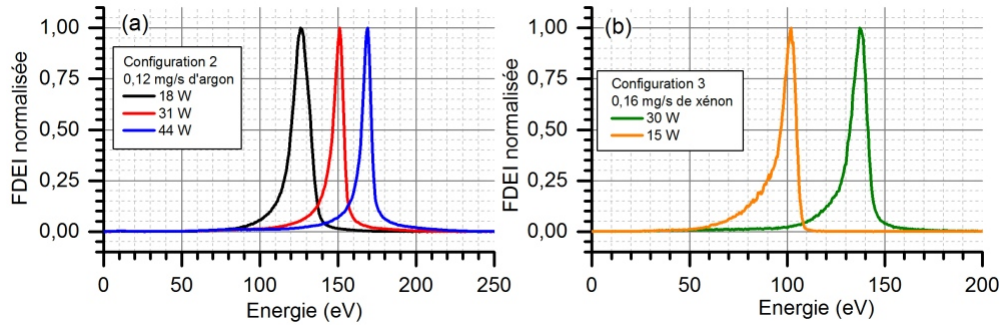 (a)
Configuration 2
0,12 mg/s d'argon
18 W
31 W
44 W
FDEI normalisée
1,00
0,75
0,50
0,25
0,00
0 50 100 150 200 250
Energie (eV)
(b)
Configuration 3
0,16 mg/s de xénon
30 W
15 W
FDEI normalisée
1,00
0,75
0,50
0,25
0,00
0 50 100 150 200
Energie (eV)